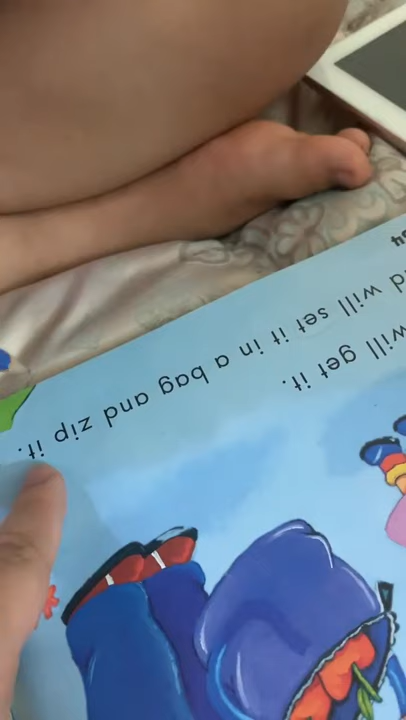 will get it.
will set it in a bag and zip it.